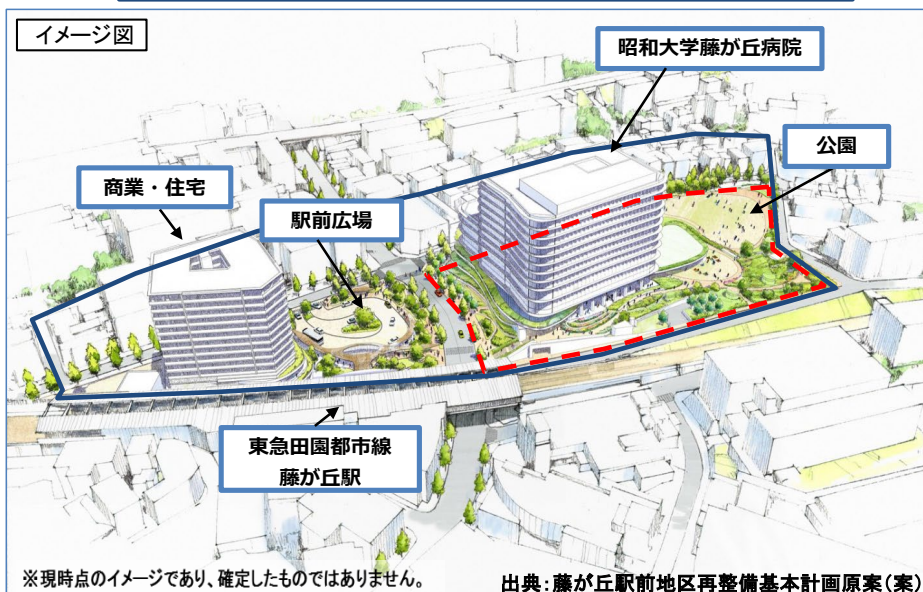 イメージ図
昭和大学藤が丘病院
公園
商業・住宅
駅前広場
東急田園都市線
藤が丘駅
※現時点のイメージであり、確定したものではありません。
出典:藤が丘駅前地区再整備基本計画原案(案)